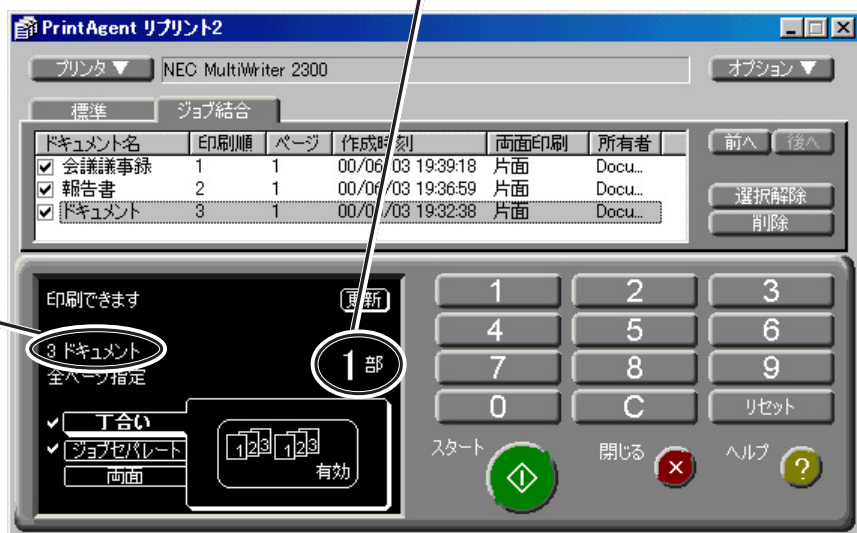 PrintAgent リプリント2
プリンタ▼ NEC MultiWriter 2300 オプション▼
標準 ジョブ結合
ドキュメント名 印刷順 ページ 作成時刻 両面印刷 所有者 前へ 後へ
会議議事録 1 1 00/06/03 19:39:18 片面 Docu...
報告書 2 1 00/06/03 19:36:59 片面 Docu... 選択解除
ドキュメント 3 1 00/06/03 19:32:38 片面 Docu... 削除
印刷できます 更新 1 2 3
3 ドキュメント 1 部 4 5 6
全ページ指定 7 8 9
丁合い 0 C リセット
ジョブセパレート 123 123 スタート 閉じる ヘルプ ?
両面 有効